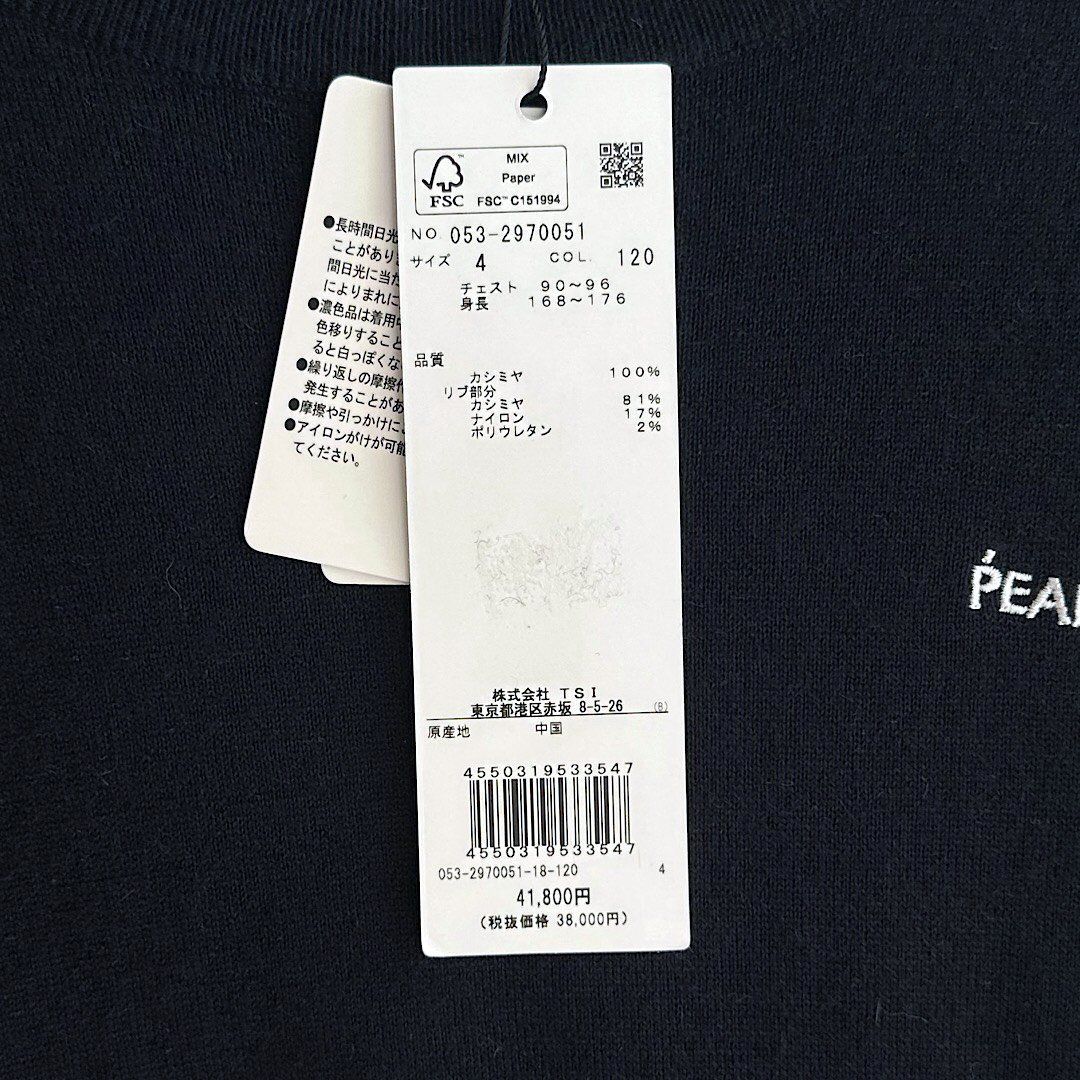 FSC
MIX
Paper
FSC™ C151994
NO. 053-2970051
サイズ 4 COL. 120
チェスト 90～96
身長 168～176
品質
カシミヤ 100%
リブ部分
カシミヤ 81%
ナイロン 17%
ポリウレタン 2%
株式会社 TSI
東京都港区赤坂 8-5-26 (B)
原産地 中国
4550319533547
4550319533547
053-2970051-18-120 4
41,800円
(税抜価格 38,000円)
●長時間日光
ことがあり
間日光に当た
によりまれに
●濃色品は着用
色移りすること
ると白っぽくな
●繰り返しの摩擦
発生することがあ
●摩擦や引っかけに
●アイロンがけが可能
てください。
PEA